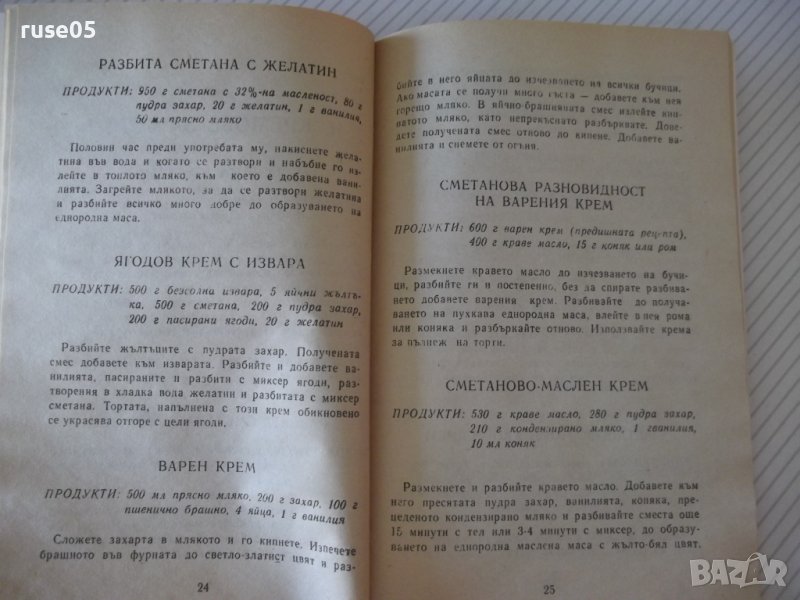 ruse05
РАЗБИТА СМЕТАНА С ЖЕЛАТИН
ПРОДУКТИ: 950 г сметана с 32%-на масленост, 80 г
пудра захар, 20 г желатин, 1 г ванилия,
50 мл прясно мляко
Половин час преди употребата му, накиснете жела-
тина във вода и когато се разтвори и набъбне го из-
лейте в топлото мляко, към което е добавена вани-
лията. Загрейте млякото, за да се разтвори желатина
и разбийте всичко много добре до образуването на
еднородна маса.
ЯГОДОВ КРЕМ С ИЗВАРА
ПРОДУКТИ: 500 г безсолна извара, 5 яйчни жълтъ-
ка, 500 г сметана, 200 г пудра захар,
200 г пасирани ягоди, 20 г желатин
Разбийте жълтъците с пудрата захар. Получената
смес добавете към изварата. Разбийте и добавете ва-
нилията, пасираните и разбити с миксер ягоди, раз-
творения в хладка вода желатин и разбитата с миксер
сметана. Тортата, напълнена с този крем обикновено
се украсява отгоре с цели ягоди.
ВАРЕН КРЕМ
ПРОДУКТИ: 500 мл прясно мляко, 200 г захар, 100 г
пшенично брашно, 4 яйца, 1 г ванилия
Сложете захарта в млякото и го кипнете. Изпечете
брашното във фурната до светло-златист цвят и раз-
24
бийте в него яйцата до изчезването на всички бучици.
Ако масата се получи много гъста — добавете към нея
горещо мляко. В яйчно-брашняната смес излейте кип-
натото мляко, като непрекъснато разбърквате. Дове-
дете получената смес отново до кипене. Добавете ва-
нилията и снемете от огъня.
СМЕТАНОВА РАЗНОВИДНОСТ
НА ВАРЕНИЯ КРЕМ
ПРОДУКТИ: 600 г варен крем (предишната рецепта),
400 г краве масло, 15 г коняк или ром
Размекнете кравето масло до изчезването на бучи-
ци, разбийте ги и постепенно, без да спирате разбива-
нето добавете варения крем. Разбивайте до получа-
ването на пухкава еднородна маса, влейте в нея рома
или коняка и разбъркайте отново. Използвайте крема
за пълнеж на торти.
СМЕТАНОВО-МАСЛЕН КРЕМ
ПРОДУКТИ: 530 г краве масло, 280 г пудра захар,
210 г кондензирано мляко, 1 г ванилия,
10 мл коняк
Размекнете и разбийте кравето масло. Добавете към
него пресятата пудра захар, ванилията, коняка, пре-
цеденото кондензирано мляко и разбивайте сместа още
15 минути с тел или 3-4 минути с миксер, до образу-
ването на еднородна маслена маса с жълто-бял цвят.
25
BAZAR
bg